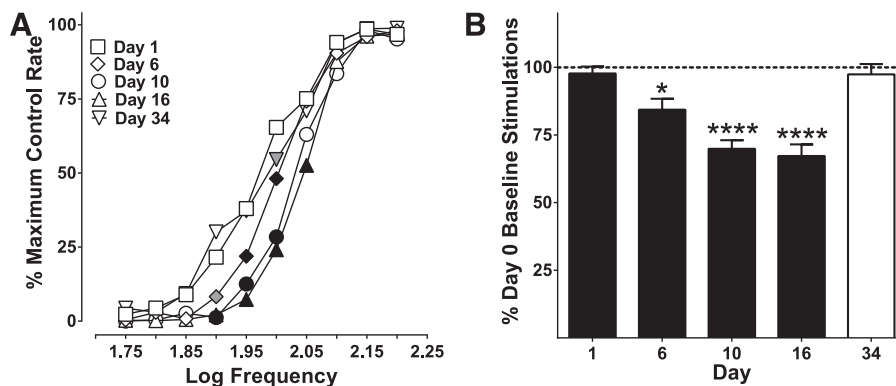 A
% Maximum Control Rate
100
75
50
25
0
Day 1
Day 6
Day 10
Day 16
Day 34
1.75 1.85 1.95 2.05 2.15 2.25
Log Frequency
B
% Day 0 Baseline Stimulations
100
75
50
25
*
****
****
1 6 10 16 34
Day